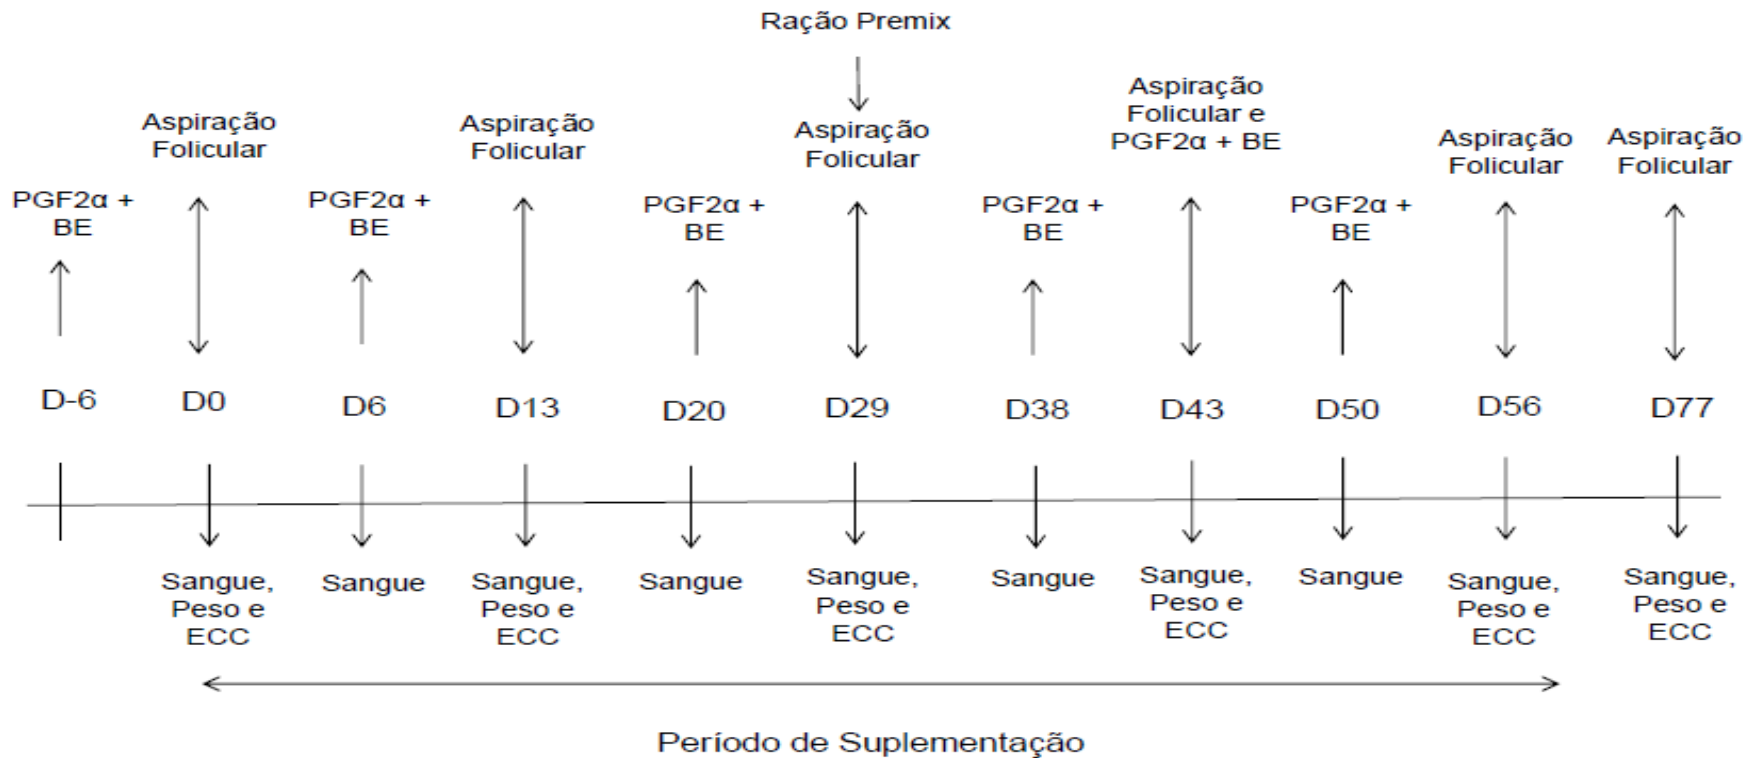 Ração Premix
Aspiração
Folicular
Aspiração
Folicular
Aspiração
Folicular
Aspiração
Folicular e
PGF2α + BE
Aspiração
Folicular
Aspiração
Folicular
PGF2α +
BE
PGF2α +
BE
PGF2α +
BE
PGF2α +
BE
PGF2α +
BE
D-6
D0
D6
D13
D20
D29
D38
D43
D50
D56
D77
Sangue,
Peso e
ECC
Sangue
Sangue,
Peso e
ECC
Sangue
Sangue,
Peso e
ECC
Sangue
Sangue,
Peso e
ECC
Sangue
Sangue,
Peso e
ECC
Sangue,
Peso e
ECC
Período de Suplementação